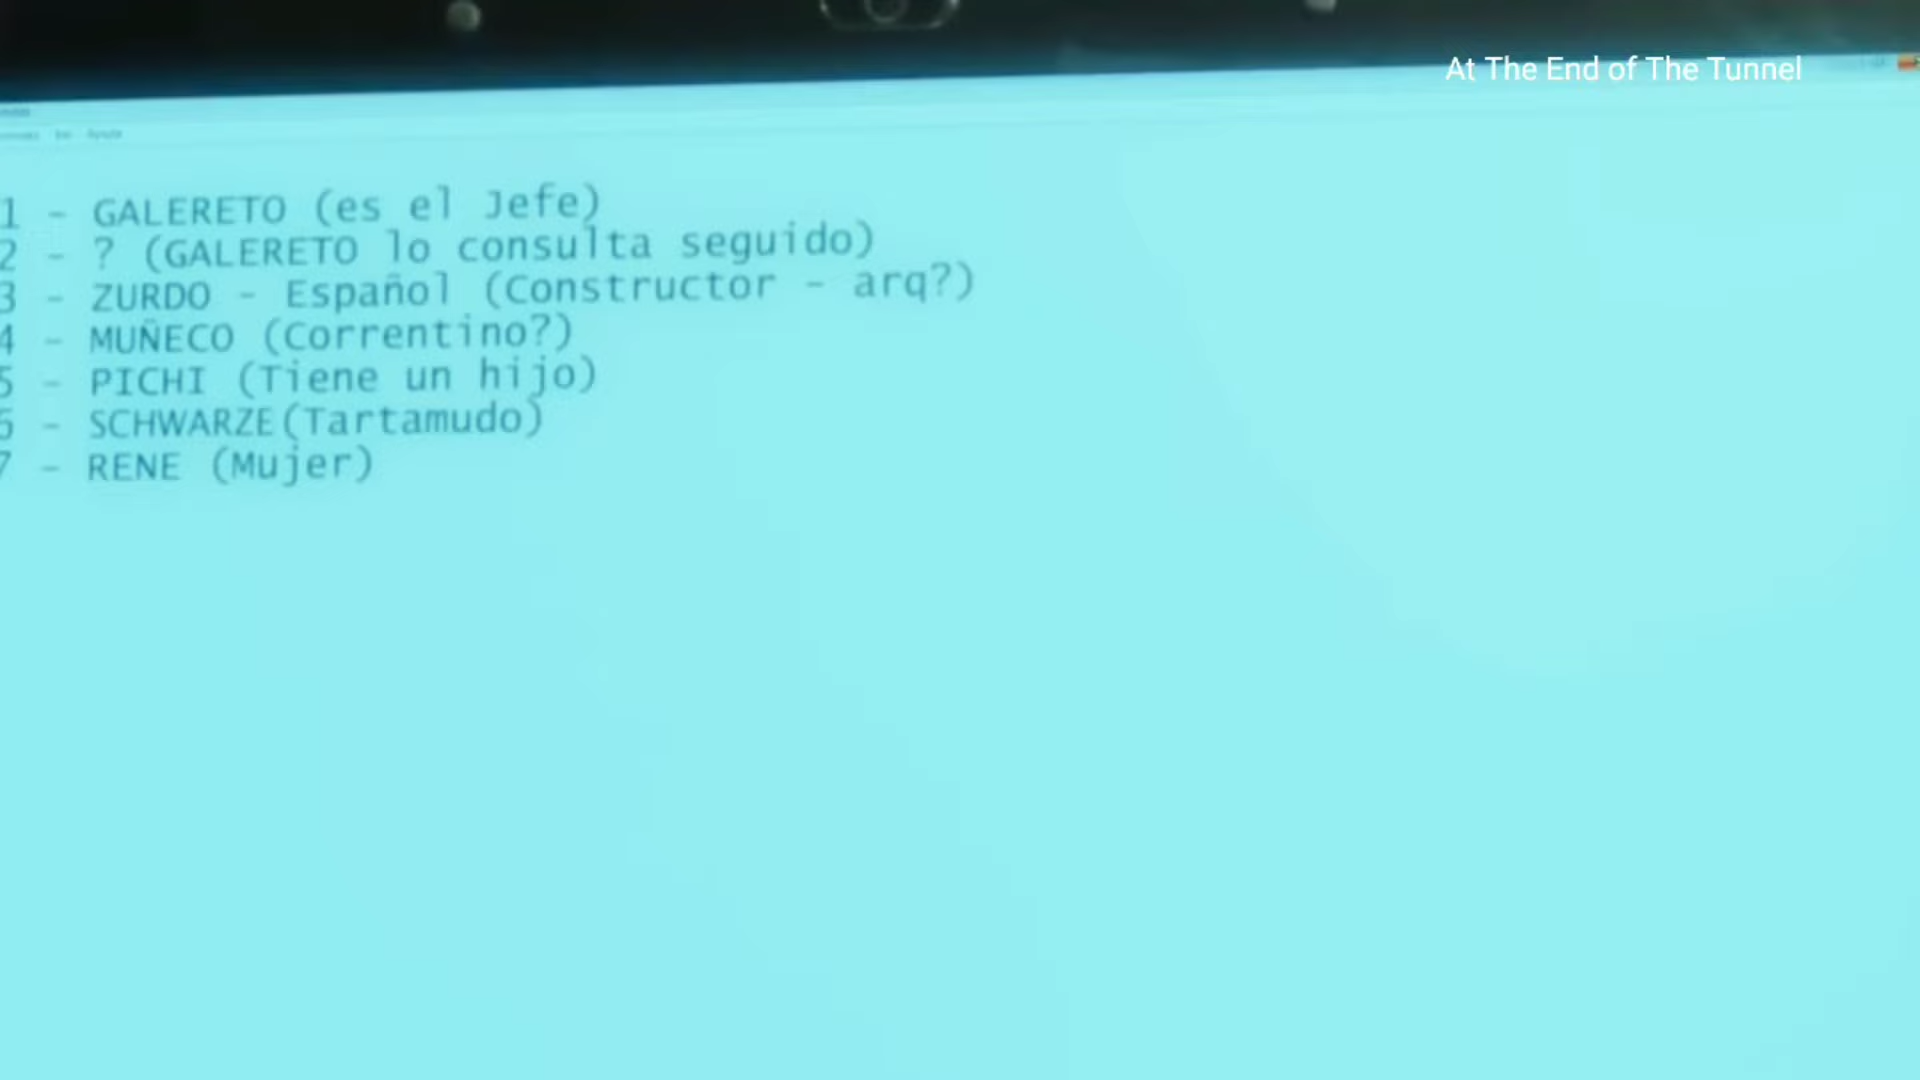 At The End of The Tunnel
Ayuda
1 - GALERETO (es el Jefe)
2 - ? (GALERETO lo consulta seguido)
3 - ZURDO - Español (Constructor - arq?)
4 - MUÑECO (Correntino?)
5 - PICHI (Tiene un hijo)
6 - SCHWARZE(Tartamudo)
7 - RENE (Mujer)